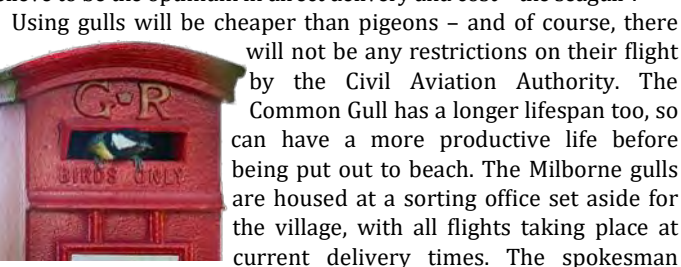 to be the optimum in direct delivery and cost – the seagull'.
Using gulls will be cheaper than pigeons – and of course, there
will not be any restrictions on their flight
by the Civil Aviation Authority. The
Common Gull has a longer lifespan too, so
can have a more productive life before
being put out to beach. The Milborne gulls
are housed at a sorting office set aside for
the village, with all flights taking place at
current delivery times. The spokesman
G R
BIRDS ONLY